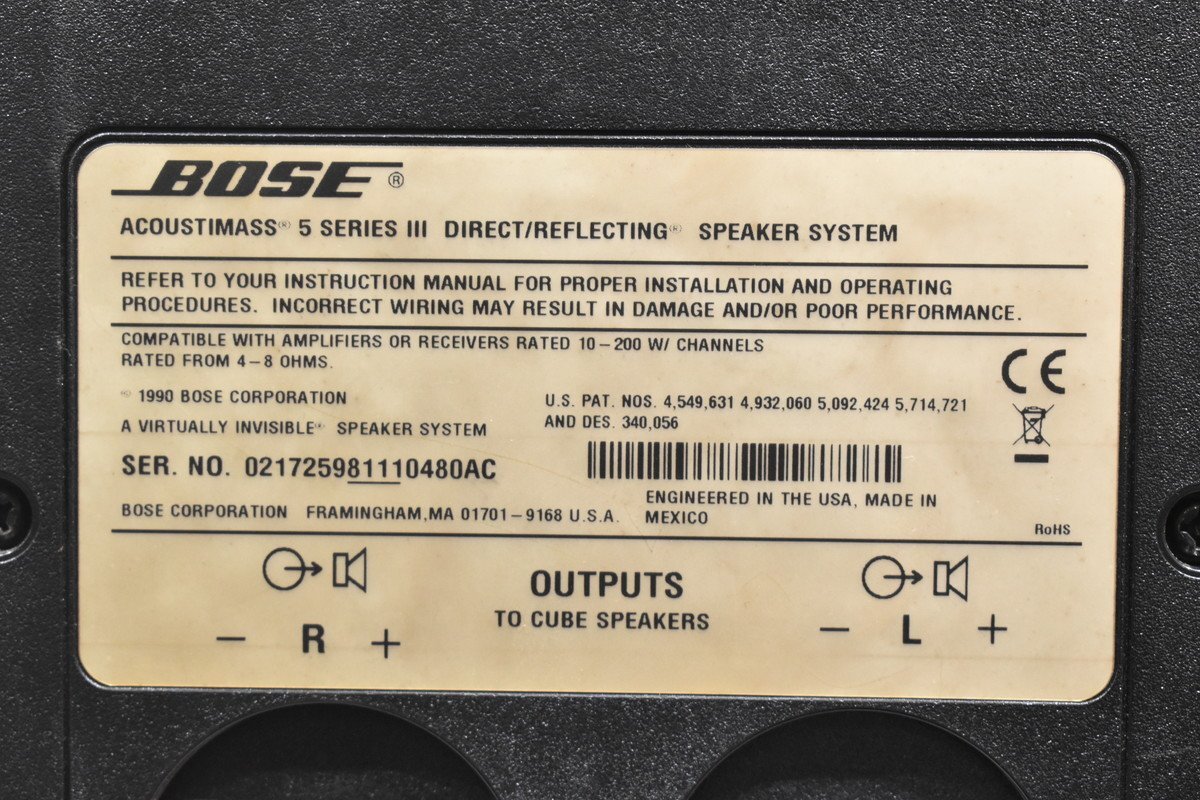 BOSE®
ACOUSTIMASS® 5 SERIES III DIRECT/REFLECTING® SPEAKER SYSTEM
REFER TO YOUR INSTRUCTION MANUAL FOR PROPER INSTALLATION AND OPERATING
PROCEDURES. INCORRECT WIRING MAY RESULT IN DAMAGE AND/OR POOR PERFORMANCE.
COMPATIBLE WITH AMPLIFIERS OR RECEIVERS RATED 10–200 W/ CHANNELS
RATED FROM 4–8 OHMS.
© 1990 BOSE CORPORATION
A VIRTUALLY INVISIBLE® SPEAKER SYSTEM
U.S. PAT. NOS. 4,549,631 4,932,060 5,092,424 5,714,721
AND DES. 340,056
CE
SER. NO. 021725981110480AC
BOSE CORPORATION FRAMINGHAM,MA 01701–9168 U.S.A.
ENGINEERED IN THE USA, MADE IN
MEXICO
RoHS
OUTPUTS
TO CUBE SPEAKERS
− R +
− L +